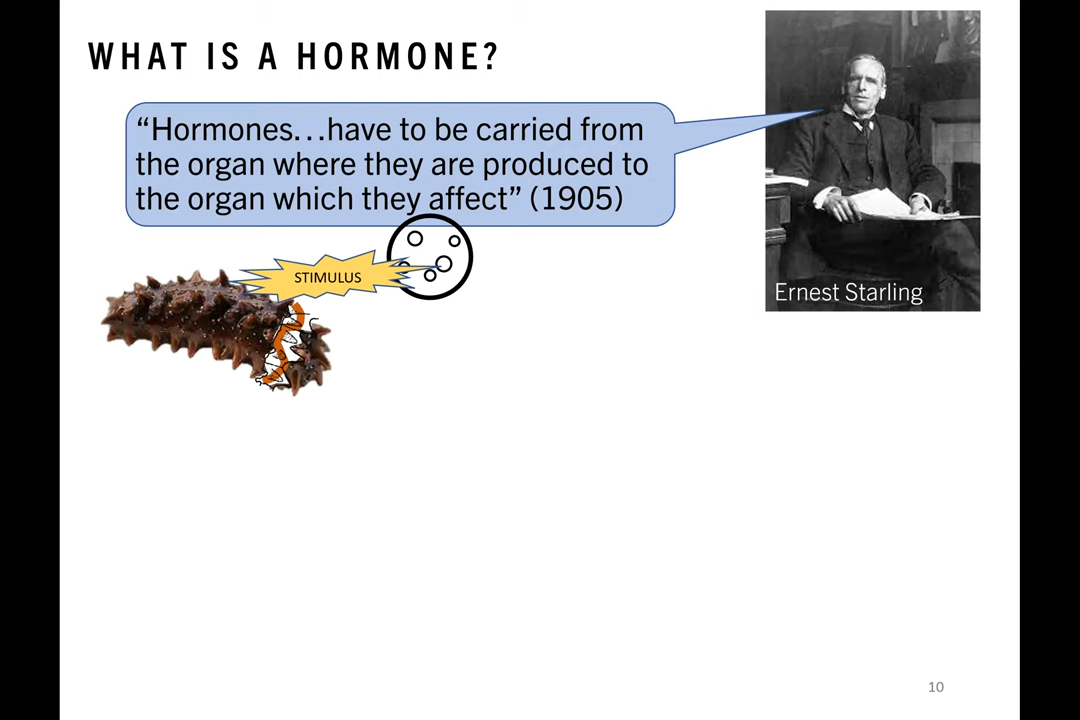 WHAT IS A HORMONE?
“Hormones...have to be carried from
the organ where they are produced to
the organ which they affect” (1905)
STIMULUS
Ernest Starling
10